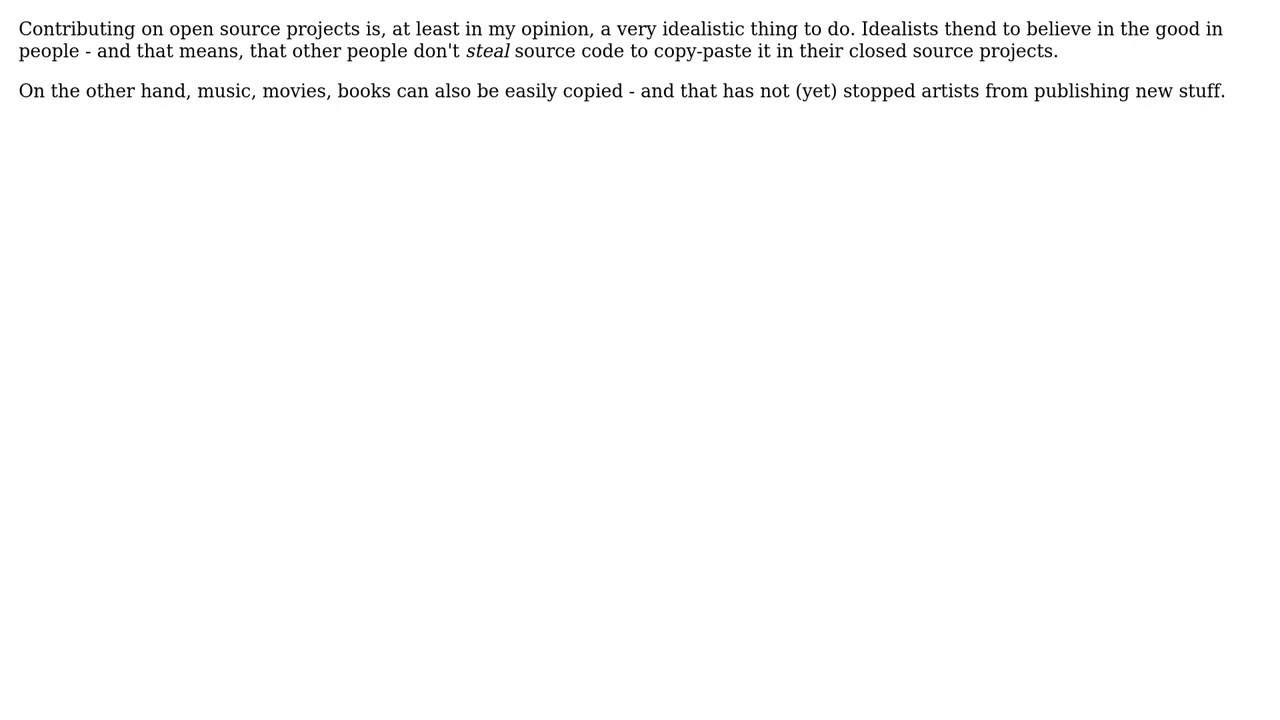 Contributing on open source projects is, at least in my opinion, a very idealistic thing to do. Idealists thend to believe in the good in
people - and that means, that other people don't steal source code to copy-paste it in their closed source projects.
On the other hand, music, movies, books can also be easily copied - and that has not (yet) stopped artists from publishing new stuff.